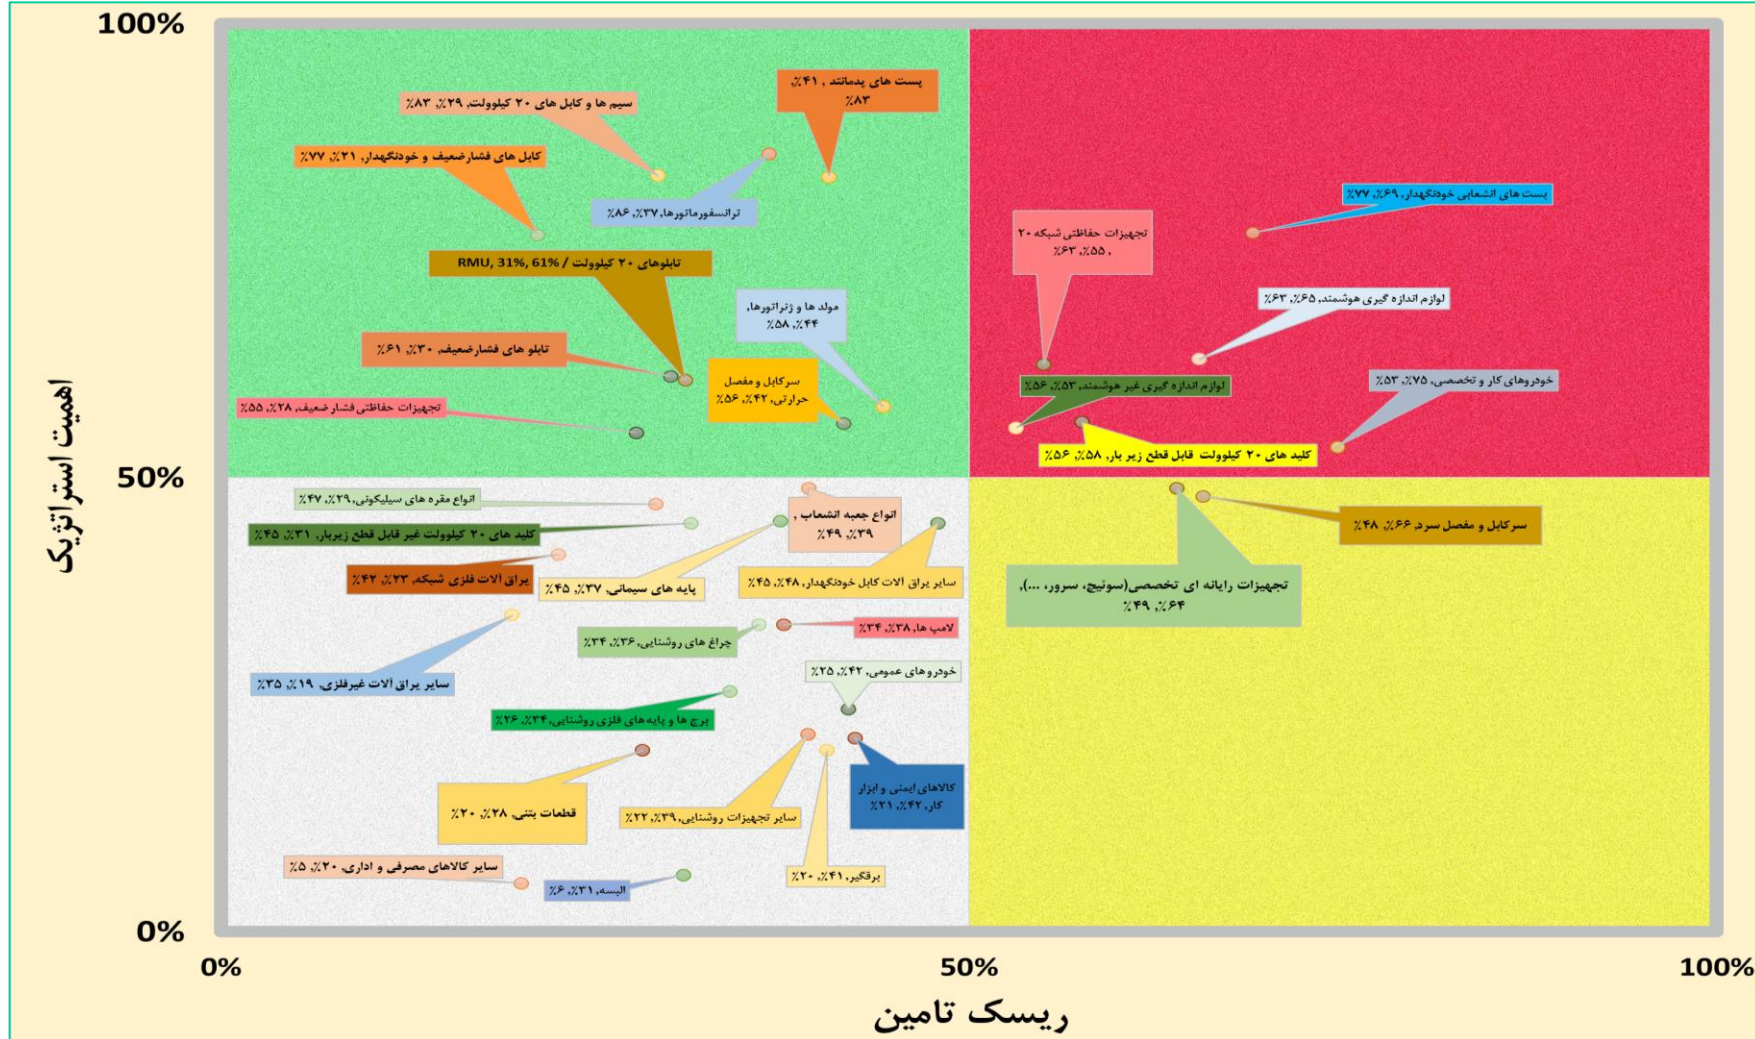 100%
پست های پدمانتد , ۴۱٪,
۸۳٪
سیم ها و کابل های ۲۰ کیلوولت, ۲۹٪, ۸۳٪
کابل های فشارضعیف و خودنگهدار, ۲۱٪, ۷۷٪
ترانسفورماتورها, ۳۷٪, ۸۶٪
پست های انشعابی خودنگهدار, ۶۹٪, ۷۷٪
تجهیزات حفاظتی شبکه ۲۰
, ۵۵٪, ۶۳٪
تابلوهای ۲۰ کیلوولت / RMU, 31%, 61%
مولد ها و ژنراتورها,
۴۴٪, ۵۸٪
لوازم اندازه گیری هوشمند, ۶۵٪, ۶۳٪
تابلو های فشارضعیف, ۳۰٪, ۶۱٪
سرکابل و مفصل
حرارتی, ۴۲٪, ۵۶٪
لوازم اندازه گیری غیر هوشمند, ۵۳٪, ۵۶٪
خودروهای کار و تخصصی, ۷۵٪, ۵۳٪
تجهیزات حفاظتی فشار ضعیف, ۲۸٪, ۵۵٪
کلید های ۲۰ کیلوولت قابل قطع زیر بار, ۵۸٪, ۵۶٪
اهمیت استراتژیک
50%
انواع مقره های سیلیکونی, ۲۹٪, ۴۷٪
انواع جعبه انشعاب ,
۳۹٪, ۴۹٪
کلید های ۲۰ کیلوولت غیر قابل قطع زیربار, ۳۱٪, ۴۵٪
سرکابل و مفصل سرد, ۶۶٪, ۴۸٪
یراق آلات فلزی شبکه, ۲۳٪, ۴۲٪
پایه های سیمانی, ۳۷٪, ۴۵٪
سایر یراق آلات کابل خودنگهدار, ۴۸٪, ۴۵٪
تجهیزات رایانه ای تخصصی(سوئیچ، سرور، ...),
۶۴٪, ۴۹٪
لامپ ها, ۳۸٪, ۳۴٪
چراغ های روشنایی, ۳۶٪, ۳۴٪
خودروهای عمومی, ۴۲٪, ۲۵٪
سایر یراق آلات غیرفلزی, ۱۹٪, ۳۵٪
برج ها و پایه های فلزی روشنایی, ۳۴٪, ۲۶٪
کالاهای ایمنی و ابزار
کار, ۴۲٪, ۲۱٪
قطعات بتنی, ۲۸٪, ۲۰٪
سایر تجهیزات روشنایی, ۳۹٪, ۲۲٪
سایر کالاهای مصرفی و اداری, ۲۰٪, ۵٪
البسه, ۳۱٪, ۶٪
برقگیر, ۴۱٪, ۲۰٪
0%
0%
50%
100%
ریسک تامین